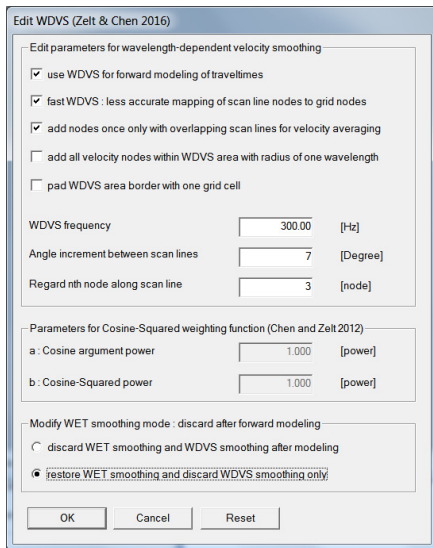 Edit WDVS (Zelt & Chen 2016)
Edit parameters for wavelength-dependent velocity smoothing
use WDVS for forward modeling of traveltimes
fast WDVS : less accurate mapping of scan line nodes to grid nodes
add nodes once only with overlapping scan lines for velocity averaging
add all velocity nodes within WDVS area with radius of one wavelength
pad WDVS area border with one grid cell
WDVS frequency 300.00 [Hz]
Angle increment between scan lines 7 [Degree]
Regard nth node along scan line 3 [node]
Parameters for Cosine-Squared weighting function (Chen and Zelt 2012)
a : Cosine argument power 1.000 [power]
b : Cosine-Squared power 1.000 [power]
Modify WET smoothing mode : discard after forward modeling
discard WET smoothing and WDVS smoothing after modeling
restore WET smoothing and discard WDVS smoothing only
OK Cancel Reset